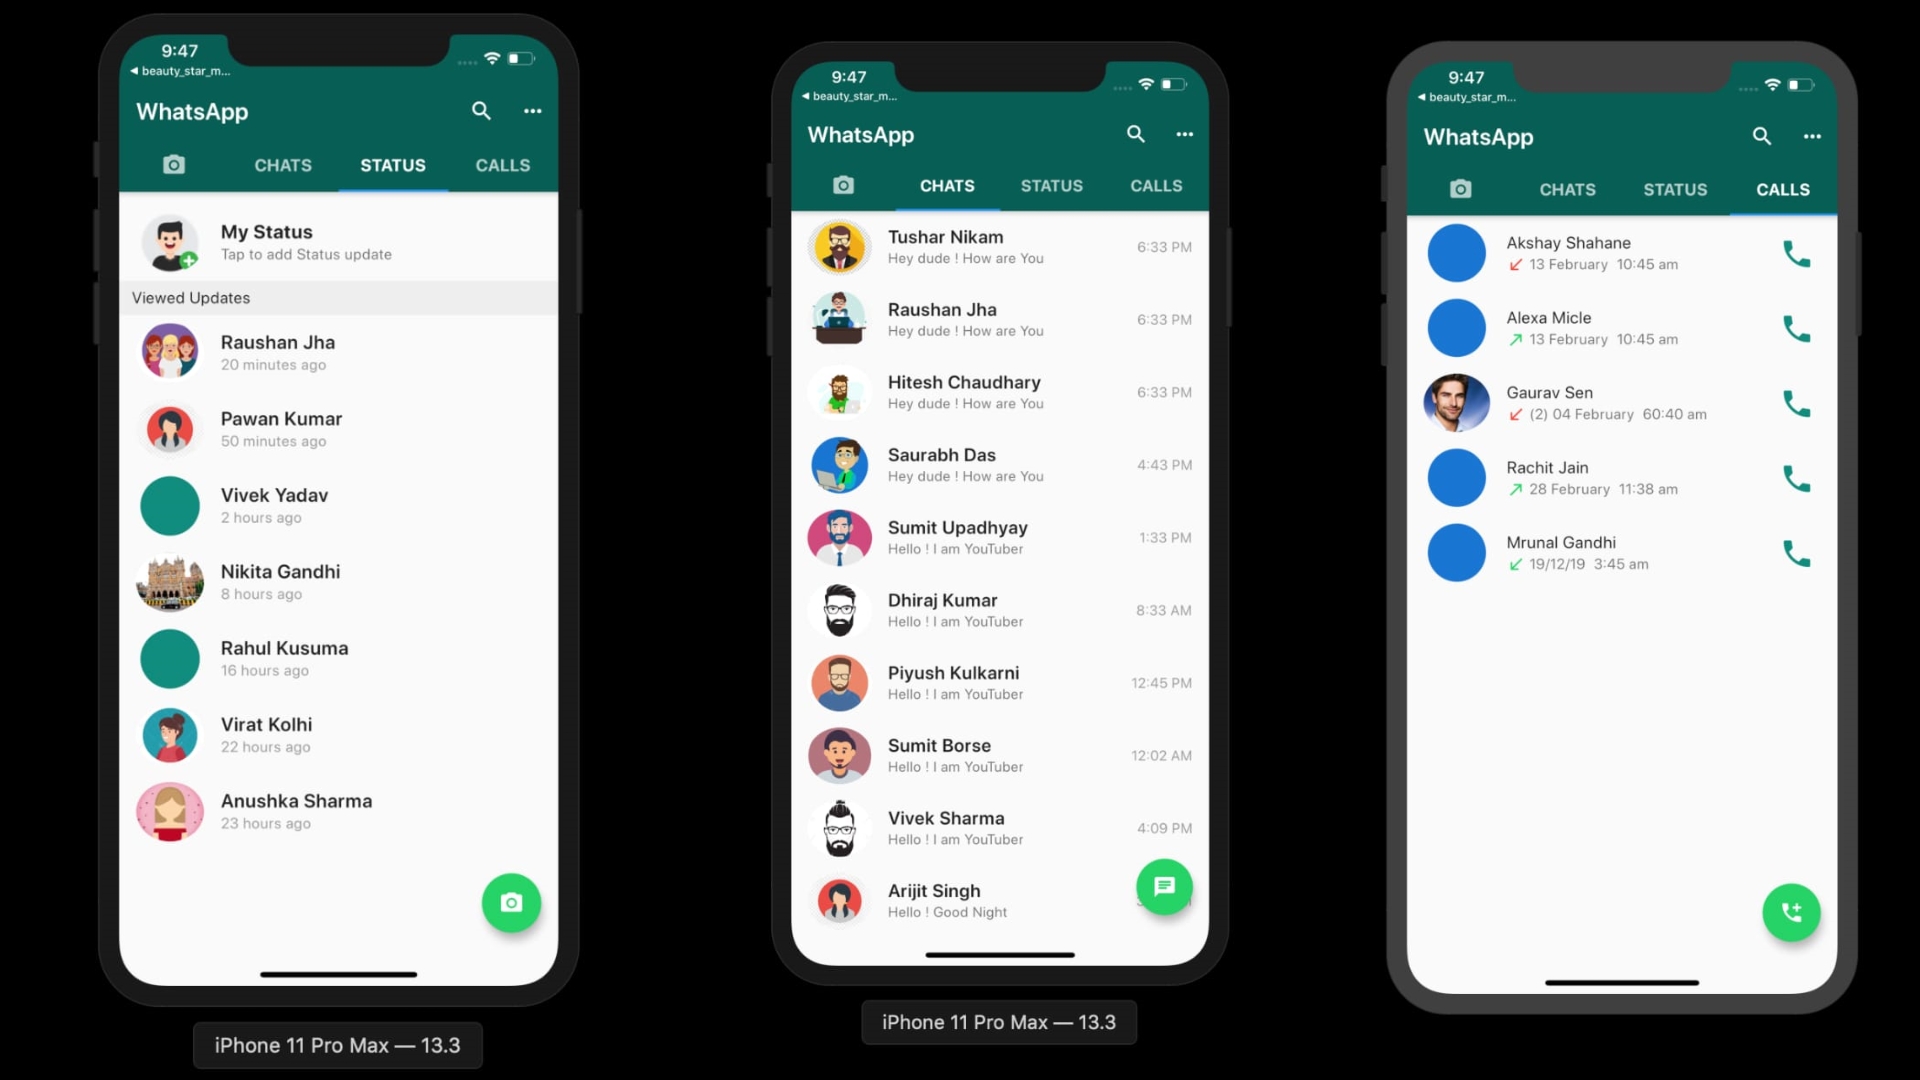 9:47
beauty_star_m...
WhatsApp
CHATS STATUS CALLS
My Status
Tap to add Status update
Viewed Updates
Raushan Jha
20 minutes ago
Pawan Kumar
50 minutes ago
Vivek Yadav
2 hours ago
Nikita Gandhi
8 hours ago
Rahul Kusuma
16 hours ago
Virat Kolhi
22 hours ago
Anushka Sharma
23 hours ago
iPhone 11 Pro Max — 13.3
9:47
beauty_star_m...
WhatsApp
CHATS STATUS CALLS
Tushar Nikam 6:33 PM
Hey dude ! How are You
Raushan Jha 6:33 PM
Hey dude ! How are You
Hitesh Chaudhary 6:33 PM
Hey dude ! How are You
Saurabh Das 4:43 PM
Hey dude ! How are You
Sumit Upadhyay 1:33 PM
Hello ! I am YouTuber
Dhiraj Kumar 8:33 AM
Hello ! I am YouTuber
Piyush Kulkarni 12:45 PM
Hello ! I am YouTuber
Sumit Borse 12:02 AM
Hello ! I am YouTuber
Vivek Sharma 4:09 PM
Hello ! I am YouTuber
Arijit Singh
Hello ! Good Night
iPhone 11 Pro Max — 13.3
9:47
beauty_star_m...
WhatsApp
CHATS STATUS CALLS
Akshay Shahane
13 February 10:45 am
Alexa Micle
13 February 10:45 am
Gaurav Sen
(2) 04 February 60:40 am
Rachit Jain
28 February 11:38 am
Mrunal Gandhi
19/12/19 3:45 am